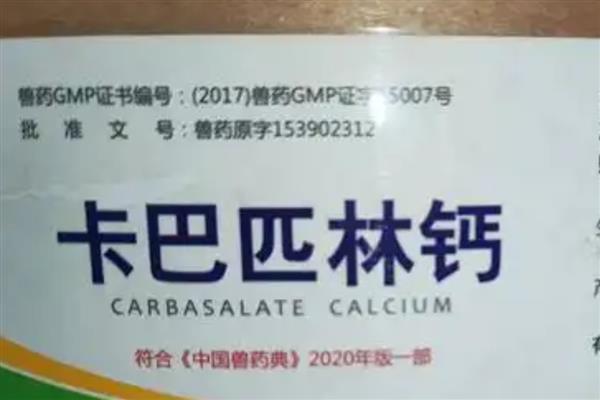 兽药GMP证书编号：(2017)兽药GMP证字15007号
批准文号：兽药原字153902312
卡巴匹林钙
CARBASALATE CALCIUM
符合《中国兽药典》2020年版一部